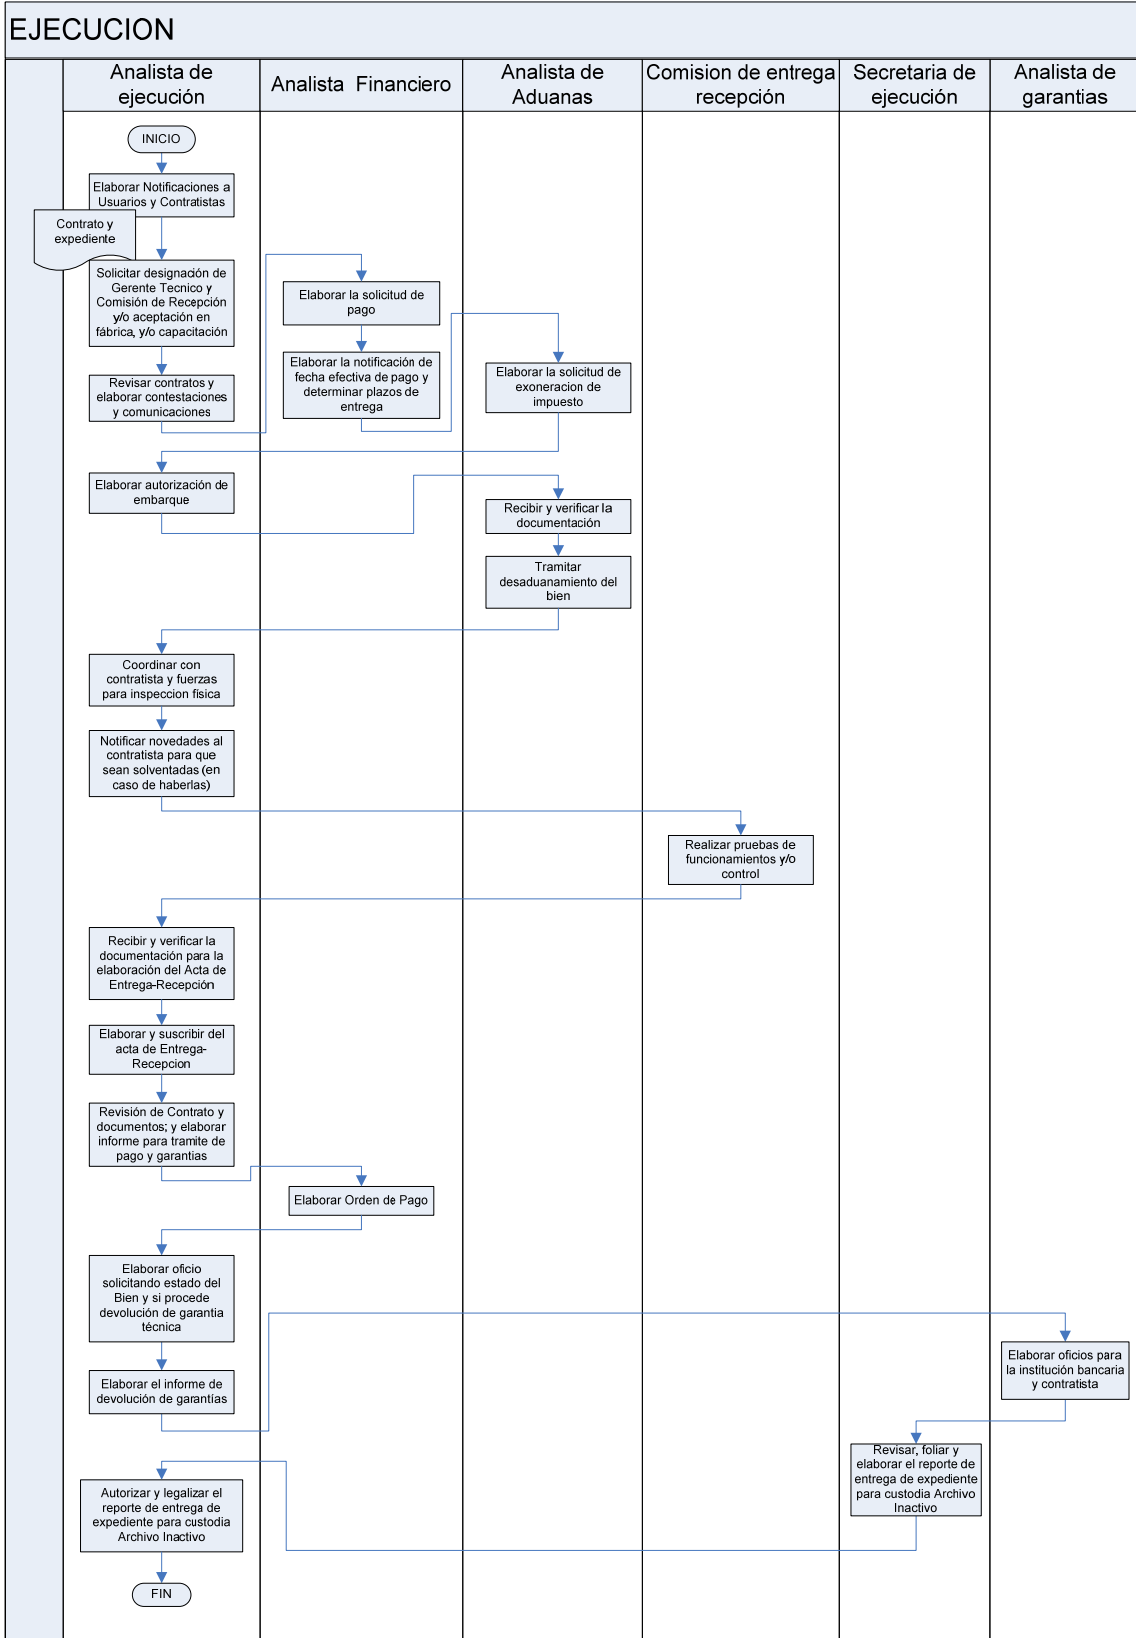 EJECUCION
Analista de
ejecución
Analista Financiero
Analista de
Aduanas
Comision de entrega
recepción
Secretaria de
ejecución
Analista de
garantias
INICIO
Elaborar Notificaciones a
Usuarios y Contratistas
Contrato y
expediente
Solicitar designación de
Gerente Tecnico y
Comisión de Recepción
y/o aceptación en
fábrica, y/o capacitación
Revisar contratos y
elaborar contestaciones
y comunicaciones
Elaborar la solicitud de
pago
Elaborar la notificación de
fecha efectiva de pago y
determinar plazos de
entrega
Elaborar la solicitud de
exoneracion de
impuesto
Elaborar autorización de
embarque
Recibir y verificar la
documentación
Tramitar
desaduanamiento del
bien
Coordinar con
contratista y fuerzas
para inspeccion física
Notificar novedades al
contratista para que
sean solventadas (en
caso de haberlas)
Realizar pruebas de
funcionamientos y/o
control
Recibir y verificar la
documentación para la
elaboración del Acta de
Entrega-Recepción
Elaborar y suscribir del
acta de Entrega-
Recepcion
Revisión de Contrato y
documentos; y elaborar
informe para tramite de
pago y garantias
Elaborar Orden de Pago
Elaborar oficio
solicitando estado del
Bien y si procede
devolución de garantia
técnica
Elaborar el informe de
devolución de garantías
Elaborar oficios para
la institución bancaria
y contratista
Revisar, foliar y
elaborar el reporte de
entrega de expediente
para custodia Archivo
Inactivo
Autorizar y legalizar el
reporte de entrega de
expediente para custodia
Archivo Inactivo
FIN